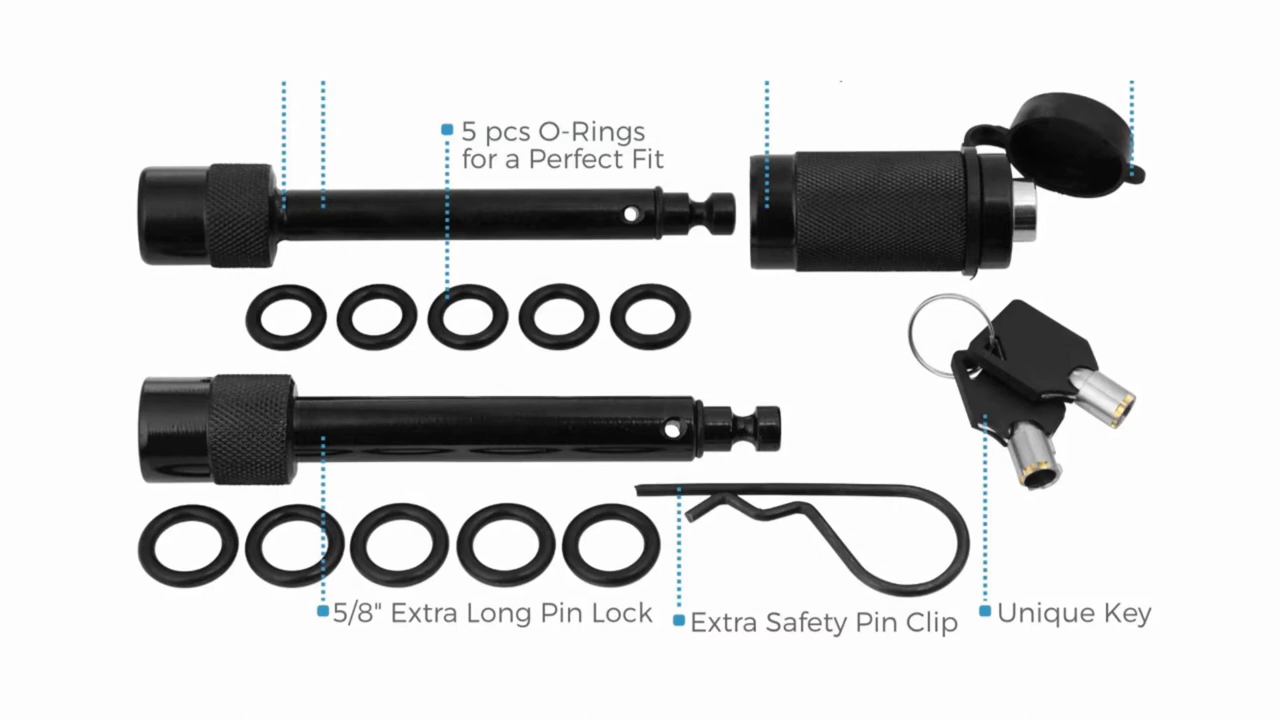 5 pcs O-Rings
for a Perfect Fit
5/8" Extra Long Pin Lock
Extra Safety Pin Clip
Unique Key